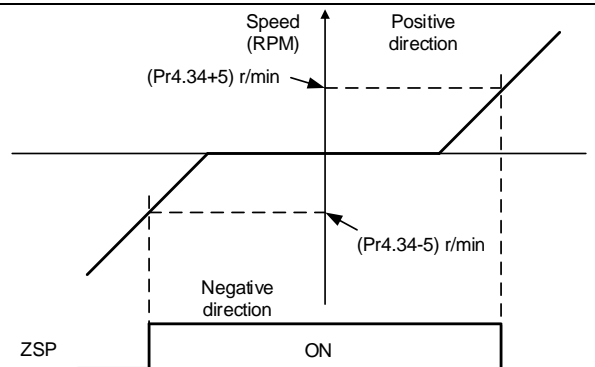 Speed
(RPM)
Positive
direction
(Pr4.34+5) r/min
(Pr4.34-5) r/min
Negative
direction
ZSP
ON